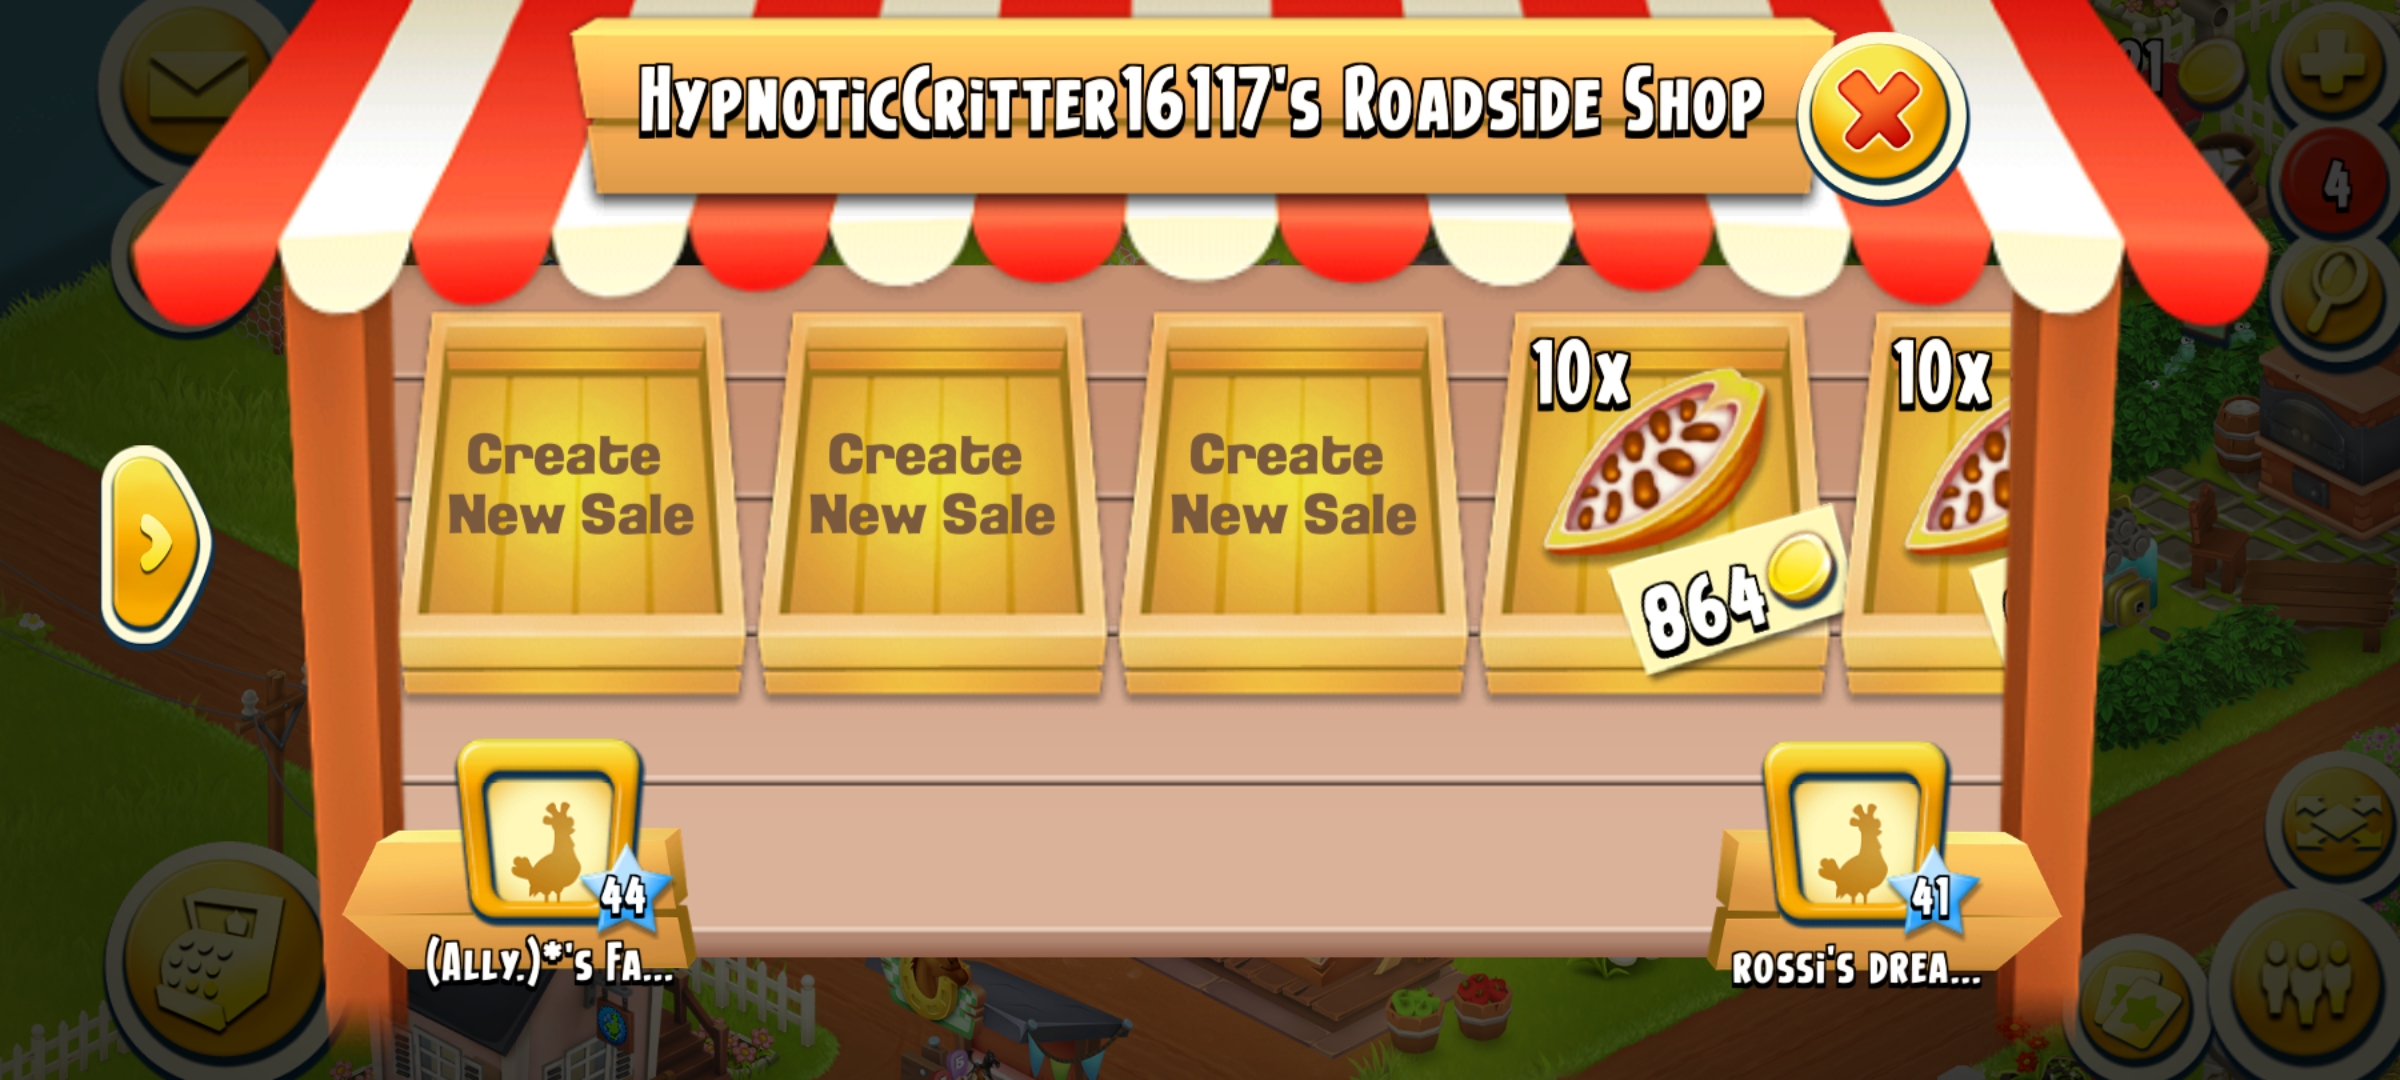 HypnoticCritter16117's Roadside Shop
4
10x
10x
Create
New Sale
Create
New Sale
Create
New Sale
864
44
41
(Ally.)*'s Fa...
ROSSi'S DREA...